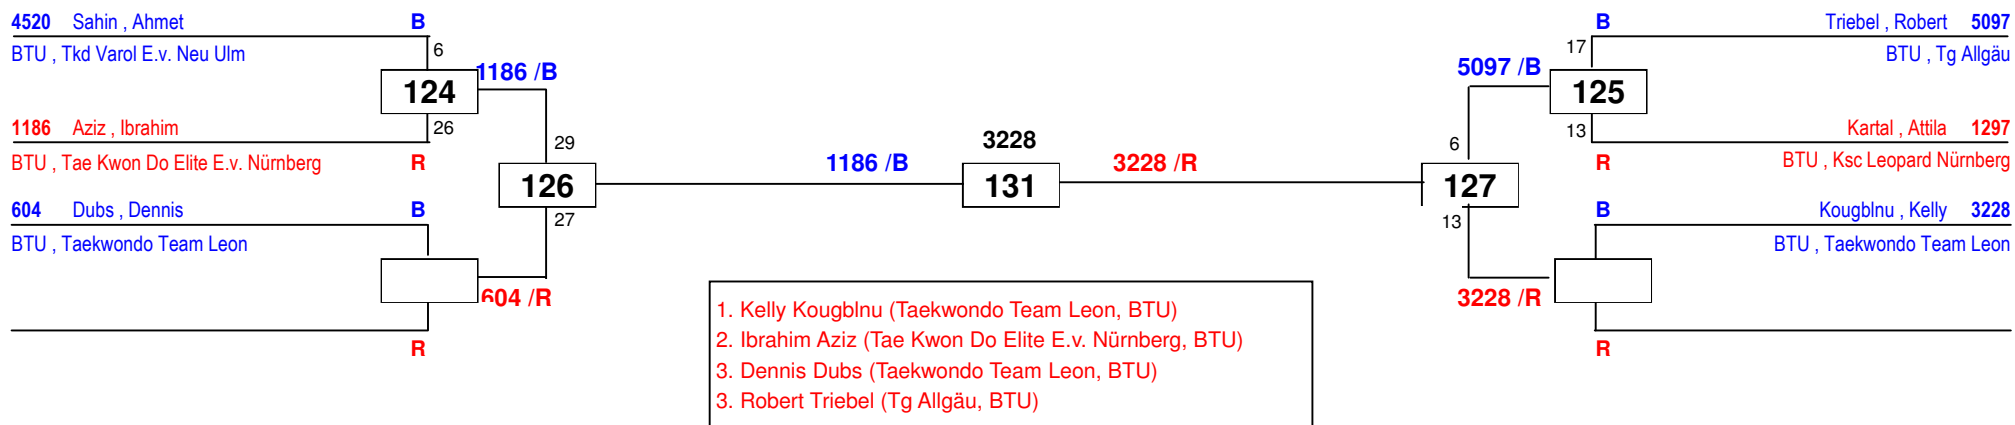 4520 Sahin , Ahmet B
BTU , Tkd Varol E.v. Neu Ulm
6
124
1186 /B
1186 Aziz , Ibrahim
26
BTU , Tae Kwon Do Elite E.v. Nürnberg R
29
126
27
604 Dubs , Dennis B
BTU , Taekwondo Team Leon
604 /R
R
1186 /B
3228
131
3228 /R
B Triebel , Robert 5097
17
BTU , Tg Allgäu
5097 /B
125
13
Kartal , Attila 1297
R BTU , Ksc Leopard Nürnberg
6
127
13
B Kougblnu , Kelly 3228
BTU , Taekwondo Team Leon
3228 /R
R
1. Kelly Kougblnu (Taekwondo Team Leon, BTU)
2. Ibrahim Aziz (Tae Kwon Do Elite E.v. Nürnberg, BTU)
3. Dennis Dubs (Taekwondo Team Leon, BTU)
3. Robert Triebel (Tg Allgäu, BTU)